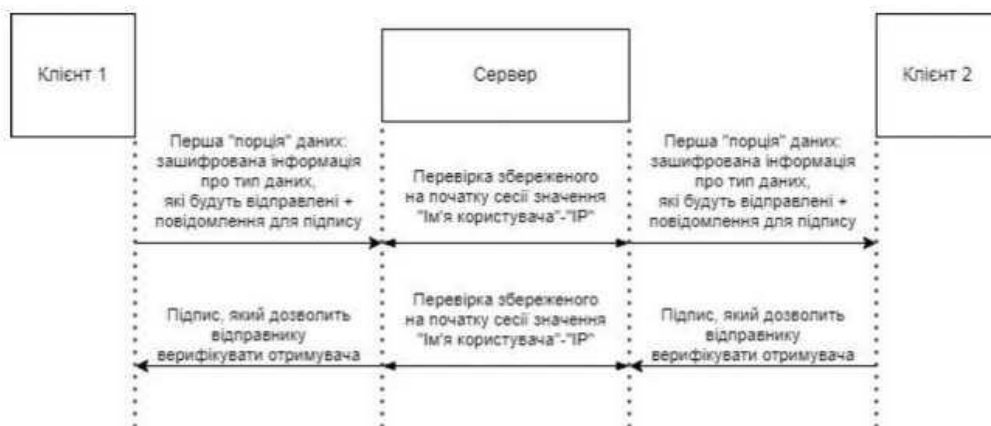 Клієнт 1
Сервер
Клієнт 2
Перша "порція" даних:
зашифрована інформація
про тип даних,
які будуть відправлені +
повідомлення для підпису
Перевірка збереженого
на початку сесії значення
"Ім'я користувача"-"IP"
Перша "порція" даних:
зашифрована інформація
про тип даних,
які будуть відправлені +
повідомлення для підпису
Підпис, який дозволить
відправнику
верифікувати отримувача
Перевірка збереженого
на початку сесії значення
"Ім'я користувача"-"IP"
Підпис, який дозволить
відправнику
верифікувати отримувача